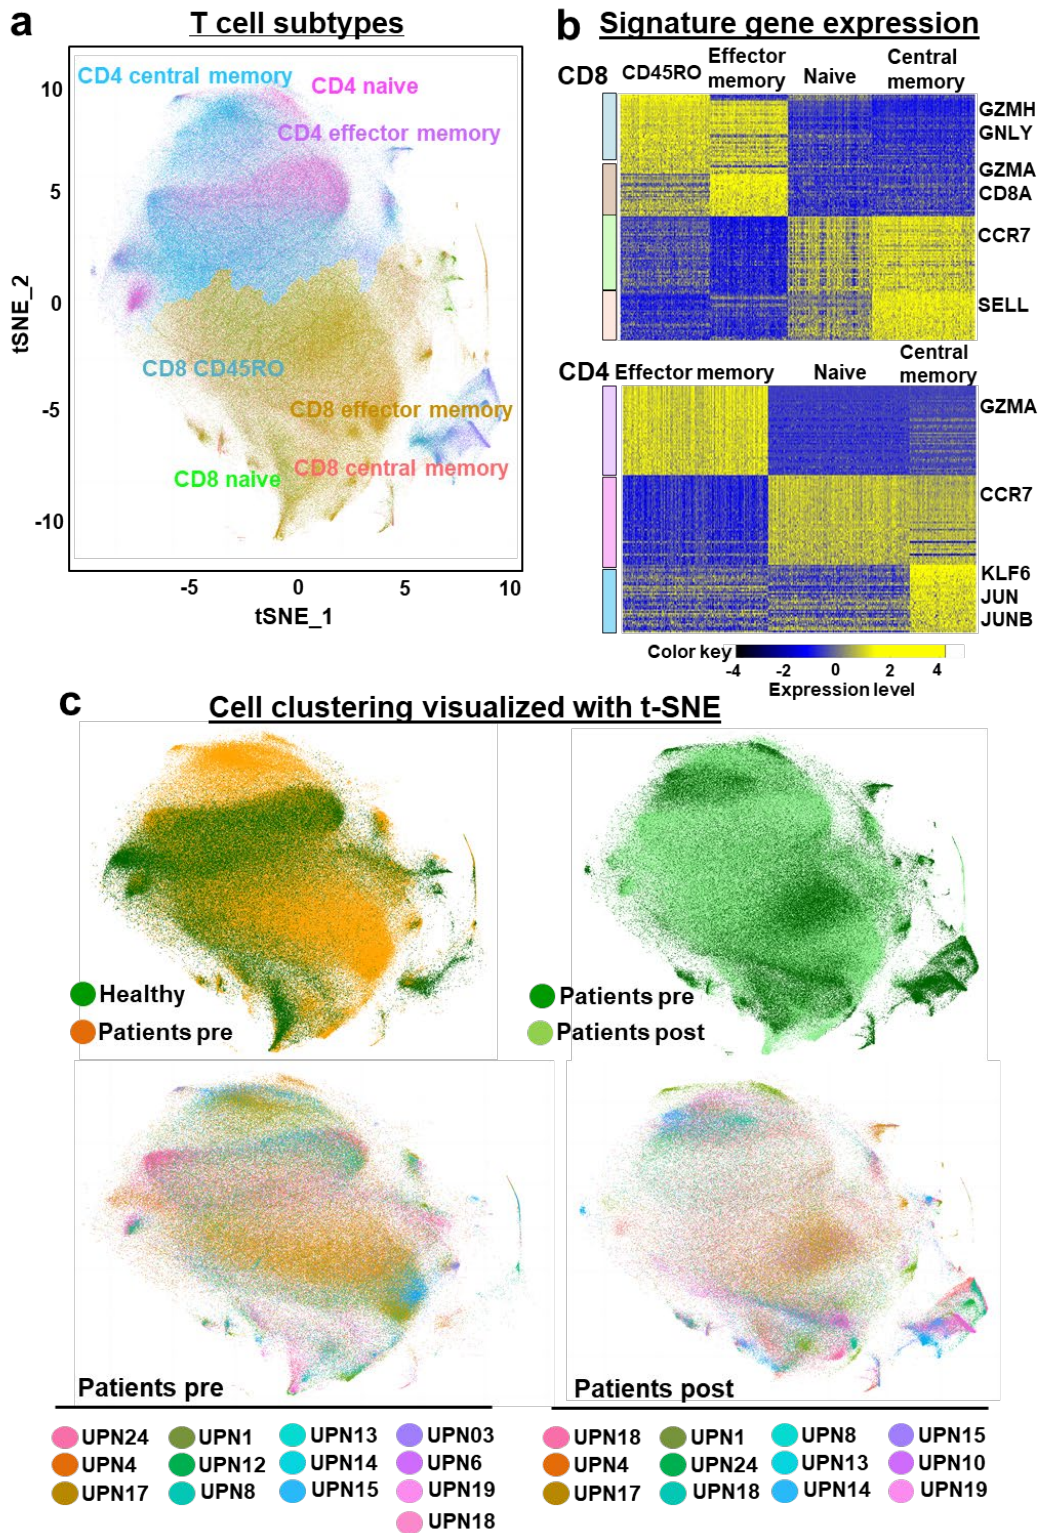 a
T cell subtypes
CD4 central memory
CD4 naive
CD4 effector memory
CD8 CD45RO
CD8 effector memory
CD8 central memory
CD8 naive
10
5
0
-5
-10
tSNE_2
-5
0
5
10
tSNE_1
b
Signature gene expression
CD8
CD45RO
Effector
memory
Naive
Central
memory
GZMH
GNLY
GZMA
CD8A
CCR7
SELL
CD4
Effector memory
Naive
Central
memory
GZMA
CCR7
KLF6
JUN
JUNB
Color key
-4
-2
0
2
4
Expression level
c
Cell clustering visualized with t-SNE
Healthy
Patients pre
Patients pre
Patients post
Patients pre
UPN24
UPN1
UPN13
UPN03
UPN4
UPN12
UPN14
UPN6
UPN17
UPN8
UPN15
UPN19
UPN18
Patients post
UPN18
UPN1
UPN8
UPN15
UPN4
UPN24
UPN13
UPN10
UPN17
UPN18
UPN14
UPN19